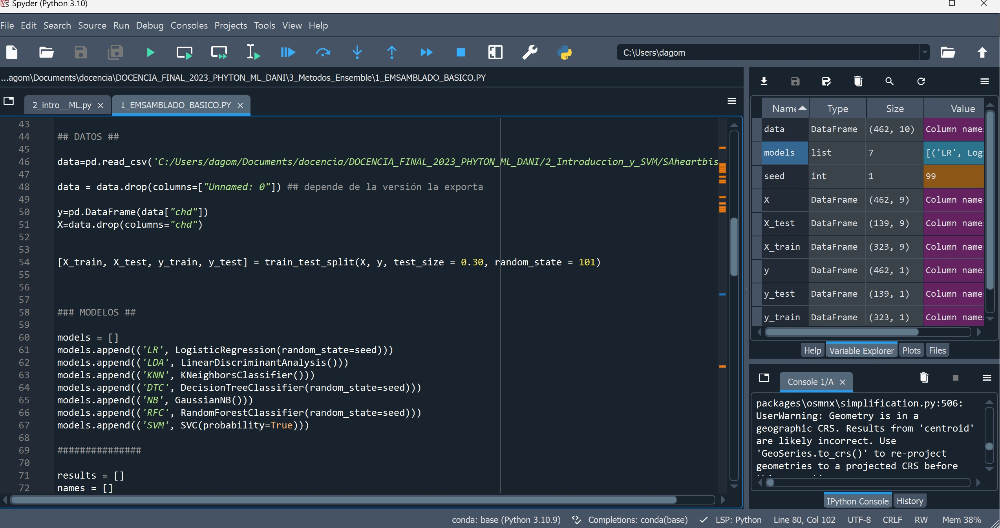 Spyder (Python 3.10)
File Edit Search Source Run Debug Consoles Projects Tools View Help
C:\Users\dagom
...agom\Documents\docencia\DOCENCIA_FINAL_2023_PHYTON_ML_DANI\3_Metodos_Ensemble\1_EMSAMBLADO_BASICO.PY
2_intro__ML.py
1_EMSAMBLADO_BASICO.PY
43
44 ## DATOS ##
45
46 data=pd.read_csv('C:/Users/dagom/Documents/docencia/DOCENCIA_FINAL_2023_PHYTON_ML_DANI/2_Introduccion_y_SVM/SAheartbis
47
48 data = data.drop(columns=["Unnamed: 0"]) ## depende de la versión la exporta
49
50 y=pd.DataFrame(data["chd"])
51 X=data.drop(columns="chd")
52
53
54 [X_train, X_test, y_train, y_test] = train_test_split(X, y, test_size = 0.30, random_state = 101)
55
56
57
58 ### MODELOS ##
59
60 models = []
61 models.append(('LR', LogisticRegression(random_state=seed)))
62 models.append(('LDA', LinearDiscriminantAnalysis()))
63 models.append(('KNN', KNeighborsClassifier()))
64 models.append(('DTC', DecisionTreeClassifier(random_state=seed)))
65 models.append(('NB', GaussianNB()))
66 models.append(('RFC', RandomForestClassifier(random_state=seed)))
67 models.append(('SVM', SVC(probability=True)))
68
69 ###############
70
71 results = []
72 names = []
Name Type Size Value
data DataFrame (462, 10) Column name
models list 7 [('LR', Log
seed int 1 99
X DataFrame (462, 9) Column name
X_test DataFrame (139, 9) Column name
X_train DataFrame (323, 9) Column name
y DataFrame (462, 1) Column name
y_test DataFrame (139, 1) Column name
y_train DataFrame (323, 1) Column name
Help Variable Explorer Plots Files
Console 1/A
packages\osmnx\simplification.py:506:
UserWarning: Geometry is in a
geographic CRS. Results from 'centroid'
are likely incorrect. Use
'GeoSeries.to_crs()' to re-project
geometries to a projected CRS before
IPython Console History
conda: base (Python 3.10.9) Completions: conda(base) LSP: Python Line 80, Col 102 UTF-8 CRLF RW Mem 38%